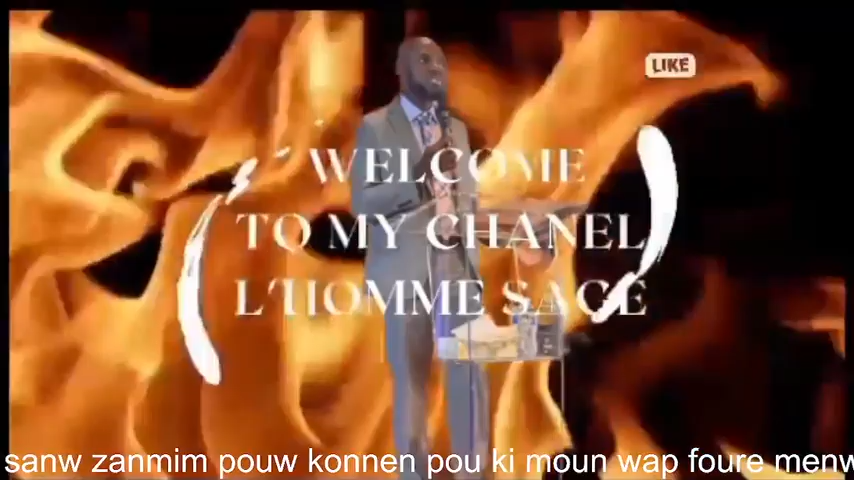 LIKE
WELCOME
TO MY CHANEL
L'HOMME SAGE
sanw zanmim pouw konnen pou ki moun wap foure menw